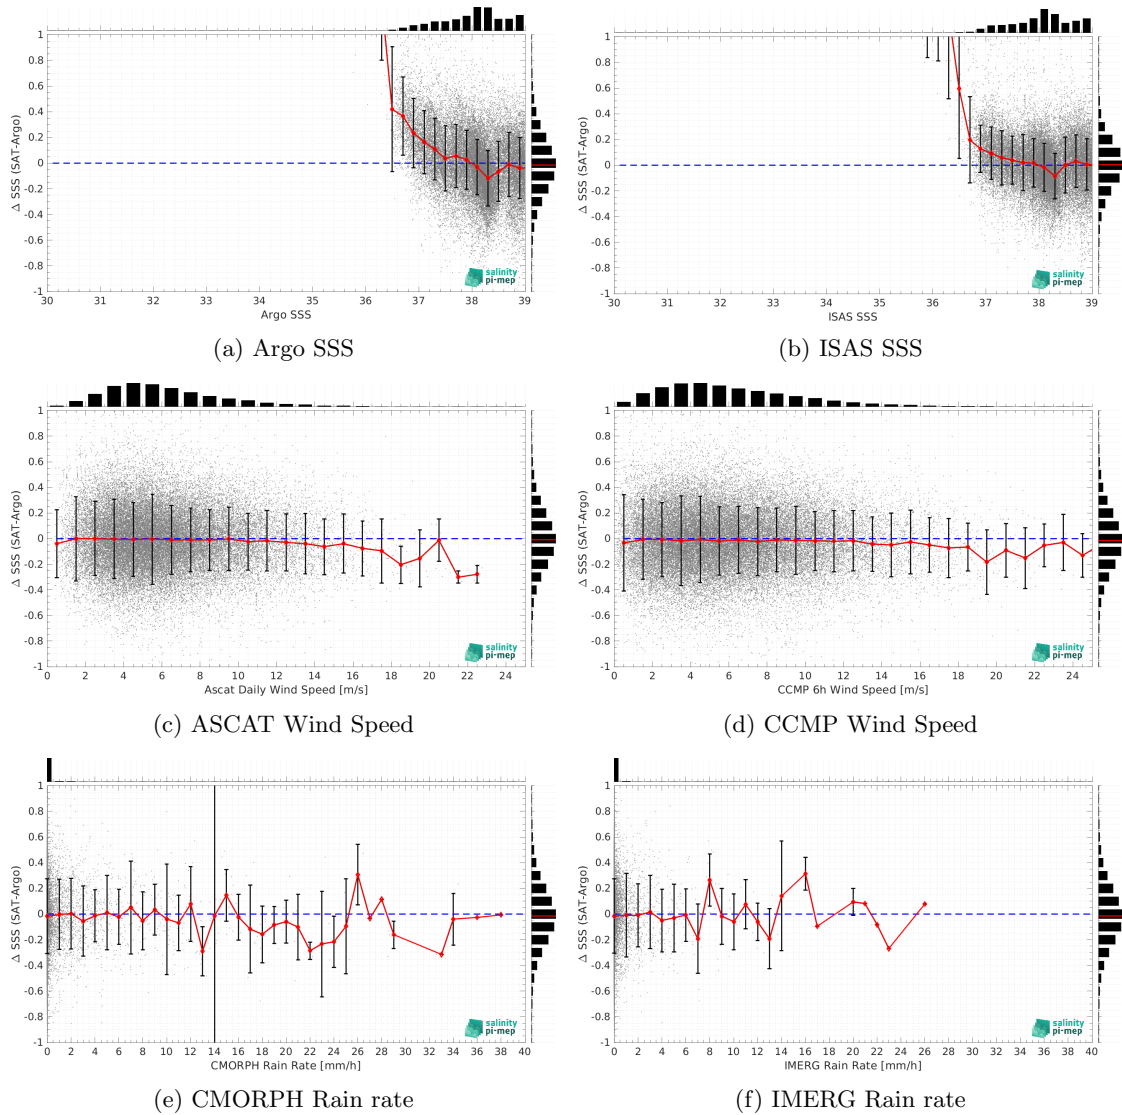 1
0.8
0.6
0.4
0.2
0
-0.2
-0.4
-0.6
-0.8
-1
Δ SSS (SAT-Argo)
salinity
pi-mep
30 31 32 33 34 35 36 37 38 39
Argo SSS
(a) Argo SSS
1
0.8
0.6
0.4
0.2
0
-0.2
-0.4
-0.6
-0.8
-1
Δ SSS (SAT-Argo)
salinity
pi-mep
30 31 32 33 34 35 36 37 38 39
ISAS SSS
(b) ISAS SSS
1
0.8
0.6
0.4
0.2
0
-0.2
-0.4
-0.6
-0.8
-1
Δ SSS (SAT-Argo)
salinity
pi-mep
0 2 4 6 8 10 12 14 16 18 20 22 24
Ascat Daily Wind Speed [m/s]
(c) ASCAT Wind Speed
1
0.8
0.6
0.4
0.2
0
-0.2
-0.4
-0.6
-0.8
-1
Δ SSS (SAT-Argo)
salinity
pi-mep
0 2 4 6 8 10 12 14 16 18 20 22 24
CCMP 6h Wind Speed [m/s]
(d) CCMP Wind Speed
1
0.8
0.6
0.4
0.2
0
-0.2
-0.4
-0.6
-0.8
-1
Δ SSS (SAT-Argo)
salinity
pi-mep
0 2 4 6 8 10 12 14 16 18 20 22 24 26 28 30 32 34 36 38 40
CMORPH Rain Rate [mm/h]
(e) CMORPH Rain rate
1
0.8
0.6
0.4
0.2
0
-0.2
-0.4
-0.6
-0.8
-1
Δ SSS (SAT-Argo)
salinity
pi-mep
0 2 4 6 8 10 12 14 16 18 20 22 24 26 28 30 32 34 36 38 40
IMERG Rain Rate [mm/h]
(f) IMERG Rain rate